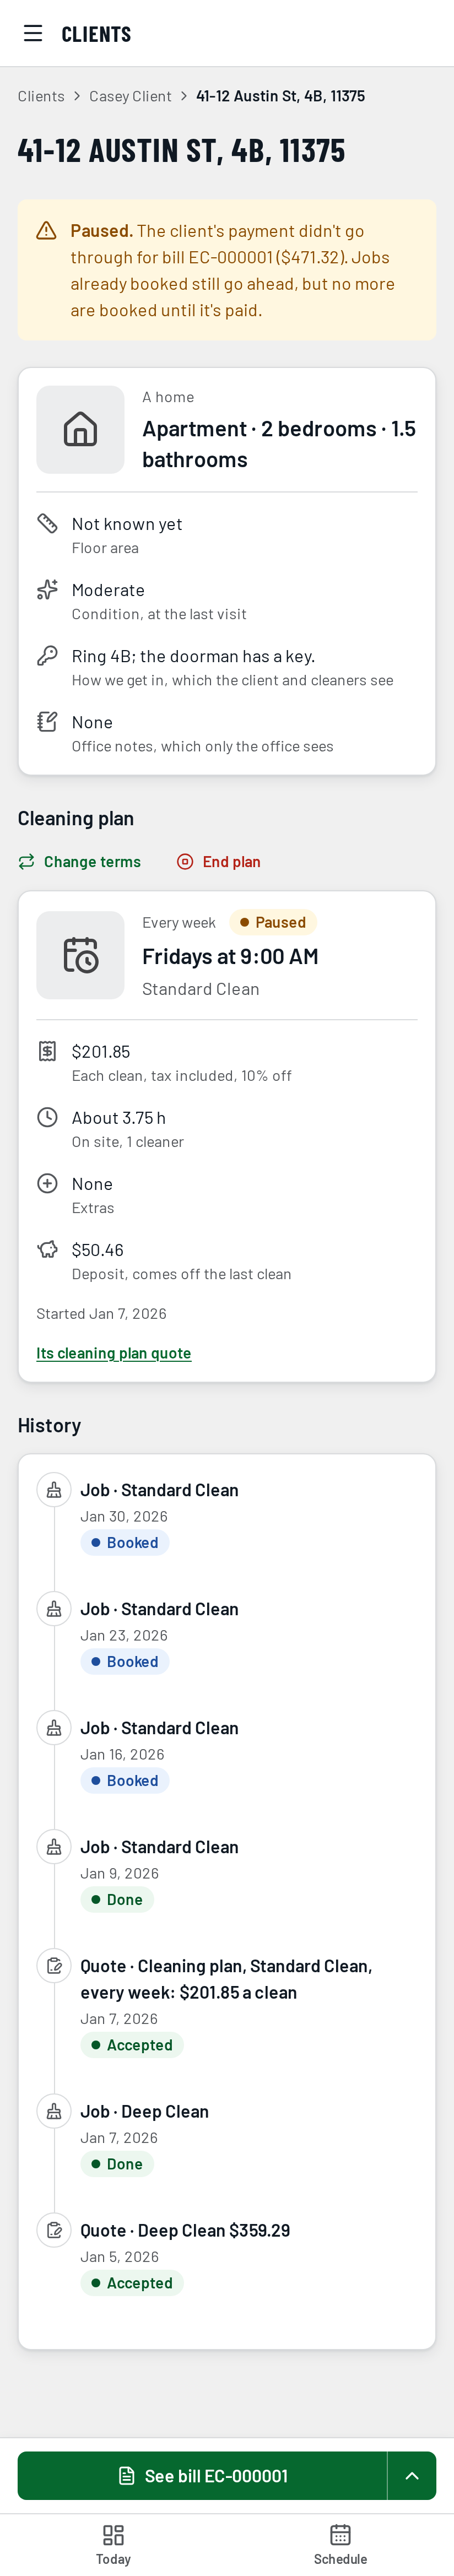 CLIENTS
Clients > Casey Client > 41-12 Austin St, 4B, 11375
41-12 AUSTIN ST, 4B, 11375
Paused. The client's payment didn't go
through for bill EC-000001 ($471.32). Jobs
already booked still go ahead, but no more
are booked until it's paid.
A home
Apartment · 2 bedrooms · 1.5
bathrooms
Not known yet
Floor area
Moderate
Condition, at the last visit
Ring 4B; the doorman has a key.
How we get in, which the client and cleaners see
None
Office notes, which only the office sees
Cleaning plan
Change terms End plan
Every week Paused
Fridays at 9:00 AM
Standard Clean
$201.85
Each clean, tax included, 10% off
About 3.75 h
On site, 1 cleaner
None
Extras
$50.46
Deposit, comes off the last clean
Started Jan 7, 2026
Its cleaning plan quote
History
Job · Standard Clean
Jan 30, 2026
Booked
Job · Standard Clean
Jan 23, 2026
Booked
Job · Standard Clean
Jan 16, 2026
Booked
Job · Standard Clean
Jan 9, 2026
Done
Quote · Cleaning plan, Standard Clean,
every week: $201.85 a clean
Jan 7, 2026
Accepted
Job · Deep Clean
Jan 7, 2026
Done
Quote · Deep Clean $359.29
Jan 5, 2026
Accepted
See bill EC-000001
Today Schedule